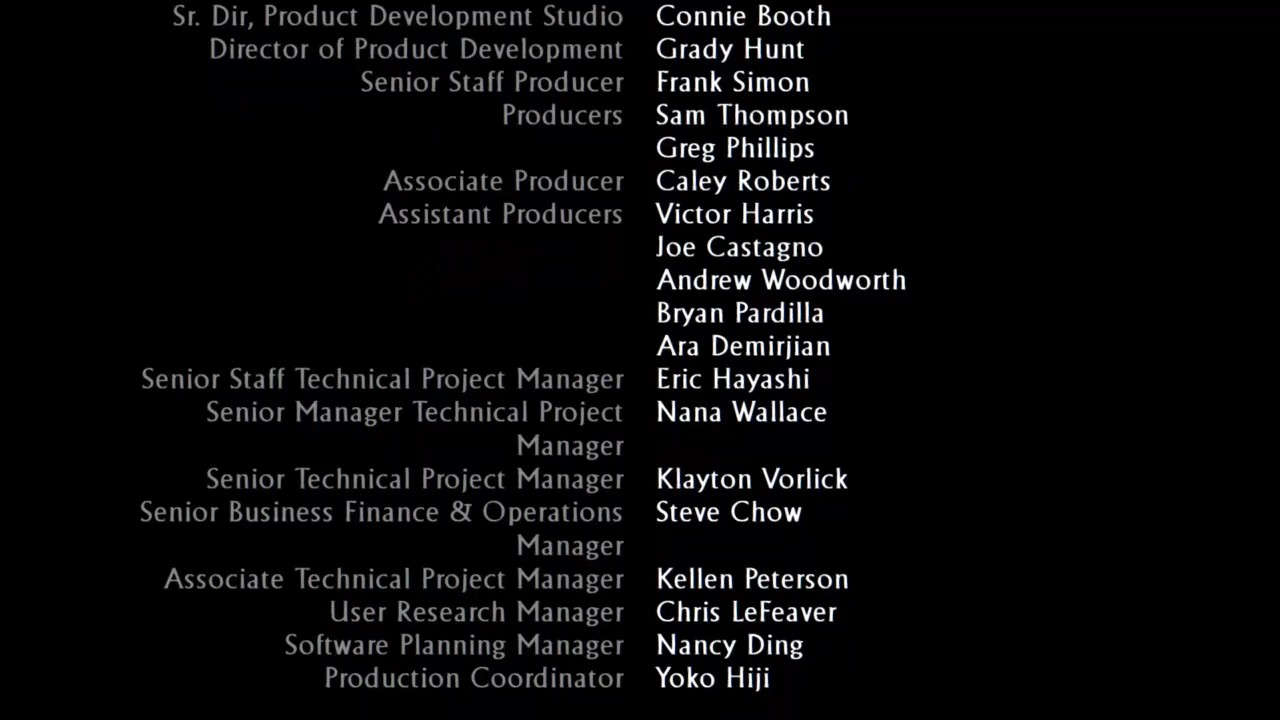 Sr. Dir, Product Development Studio Connie Booth
Director of Product Development Grady Hunt
Senior Staff Producer Frank Simon
Producers Sam Thompson
Greg Phillips
Associate Producer Caley Roberts
Assistant Producers Victor Harris
Joe Castagno
Andrew Woodworth
Bryan Pardilla
Ara Demirjian
Senior Staff Technical Project Manager Eric Hayashi
Senior Manager Technical Project Nana Wallace
Manager
Senior Technical Project Manager Klayton Vorlick
Senior Business Finance & Operations Steve Chow
Manager
Associate Technical Project Manager Kellen Peterson
User Research Manager Chris LeFeaver
Software Planning Manager Nancy Ding
Production Coordinator Yoko Hiji